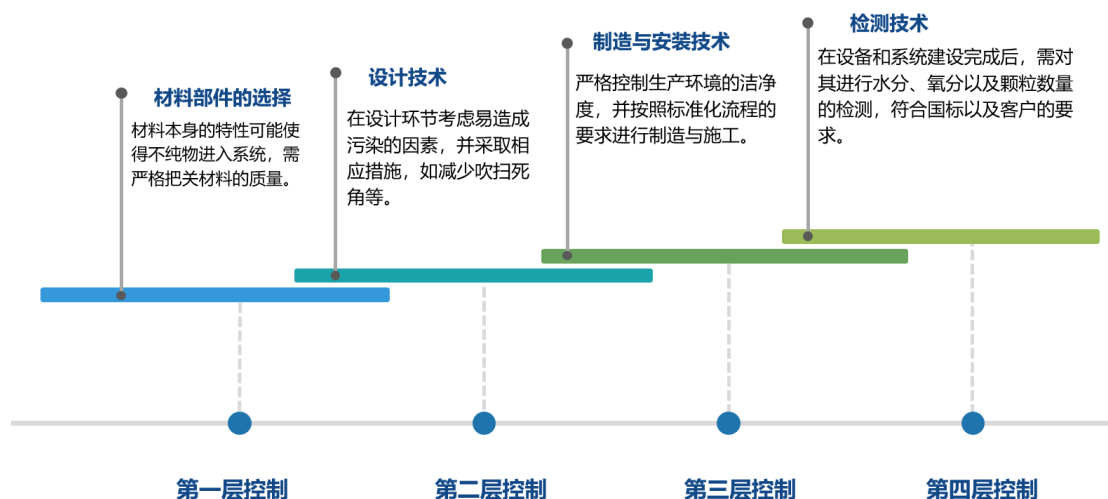 材料部件的选择
材料本身的特性可能使
得不纯物进入系统，需
严格把关材料的质量。
设计技术
在设计环节考虑易造成
污染的因素，并采取相
应措施，如减少吹扫死
角等。
制造与安装技术
严格控制生产环境的洁净
度，并按照标准化流程的
要求进行制造与施工。
检测技术
在设备和系统建设完成后，需对
其进行水分、氧分以及颗粒数量
的检测，符合国标以及客户的要
求。
第一层控制
第二层控制
第三层控制
第四层控制